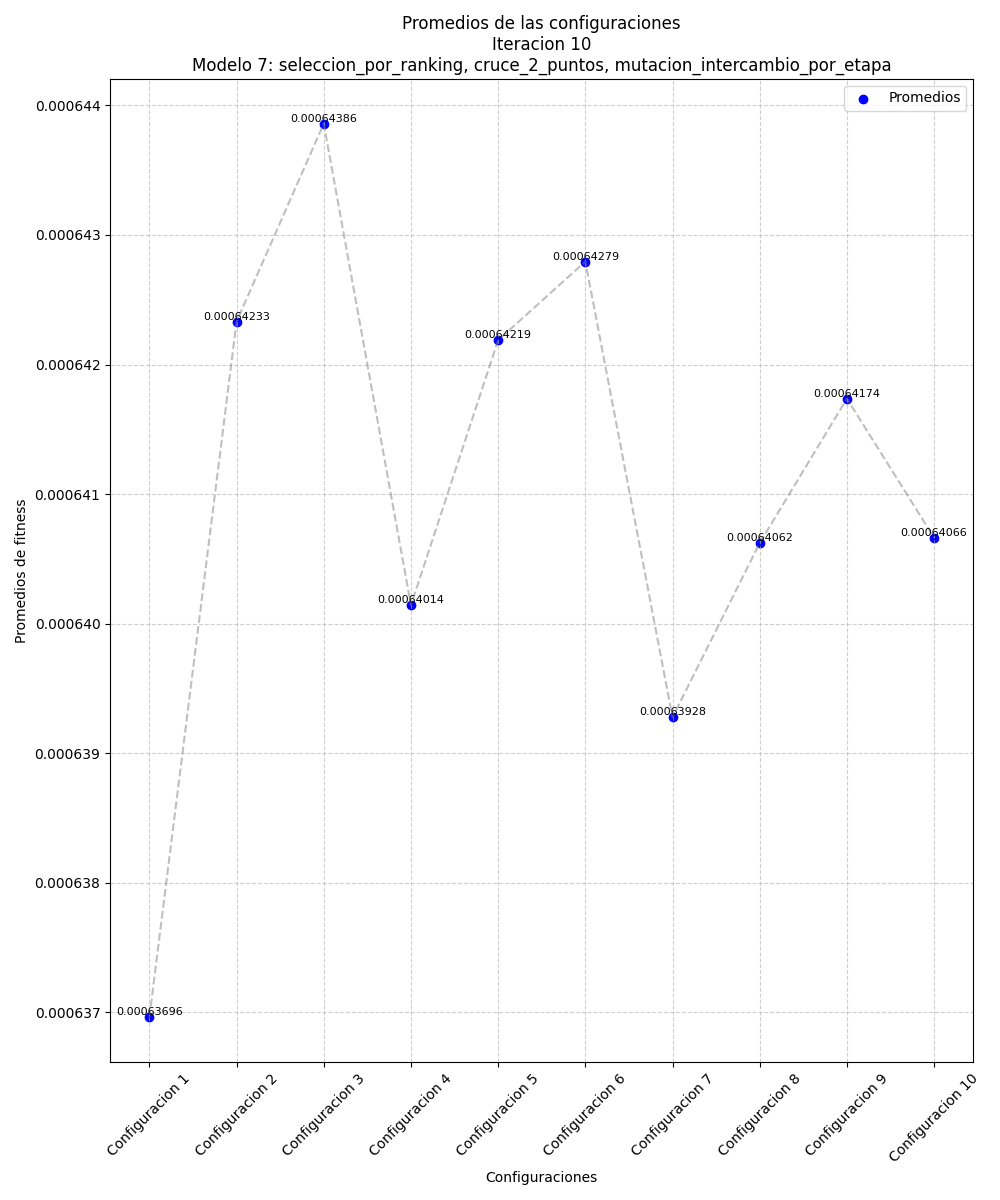 Promedios de las configuraciones
Iteracion 10
Modelo 7: seleccion_por_ranking, cruce_2_puntos, mutacion_intercambio_por_etapa
Promedios
0.000644
0.000643
0.000642
0.000641
0.000640
0.000639
0.000638
0.000637
Promedios de fitness
0.00063696
0.00064233
0.00064386
0.00064014
0.00064219
0.00064279
0.00063928
0.00064062
0.00064174
0.00064066
Configuracion 1
Configuracion 2
Configuracion 3
Configuracion 4
Configuracion 5
Configuracion 6
Configuracion 7
Configuracion 8
Configuracion 9
Configuracion 10
Configuraciones